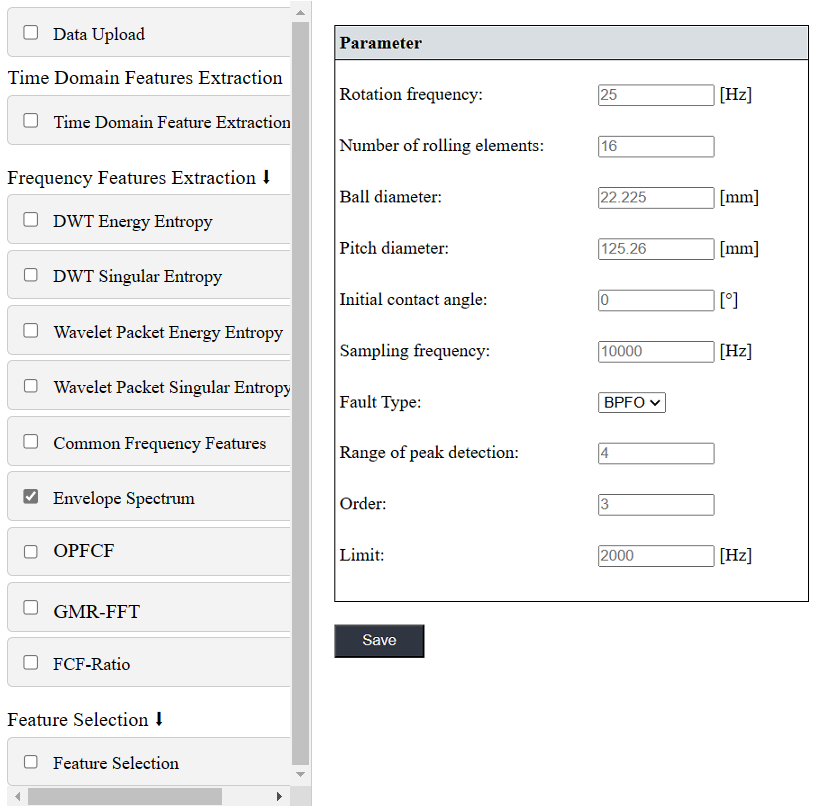 Data Upload
Time Domain Features Extraction
Time Domain Feature Extraction
Frequency Features Extraction ⬇
DWT Energy Entropy
DWT Singular Entropy
Wavelet Packet Energy Entropy
Wavelet Packet Singular Entropy
Common Frequency Features
Envelope Spectrum
OPFCF
GMR-FFT
FCF-Ratio
Feature Selection ⬇
Feature Selection
Parameter
Rotation frequency: 25 [Hz]
Number of rolling elements: 16
Ball diameter: 22.225 [mm]
Pitch diameter: 125.26 [mm]
Initial contact angle: 0 [°]
Sampling frequency: 10000 [Hz]
Fault Type: BPFO
Range of peak detection: 4
Order: 3
Limit: 2000 [Hz]
Save